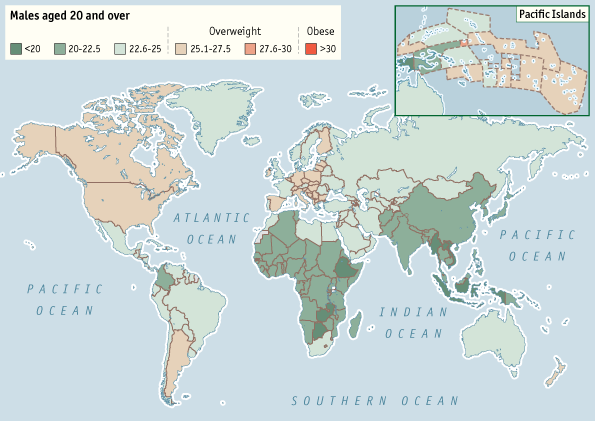 Males aged 20 and over
Overweight
Obese
<20
20-22.5
22.6-25
25.1-27.5
27.6-30
>30
Pacific Islands
ATLANTIC
OCEAN
PACIFIC
OCEAN
PACIFIC
OCEAN
INDIAN
OCEAN
SOUTHERN OCEAN